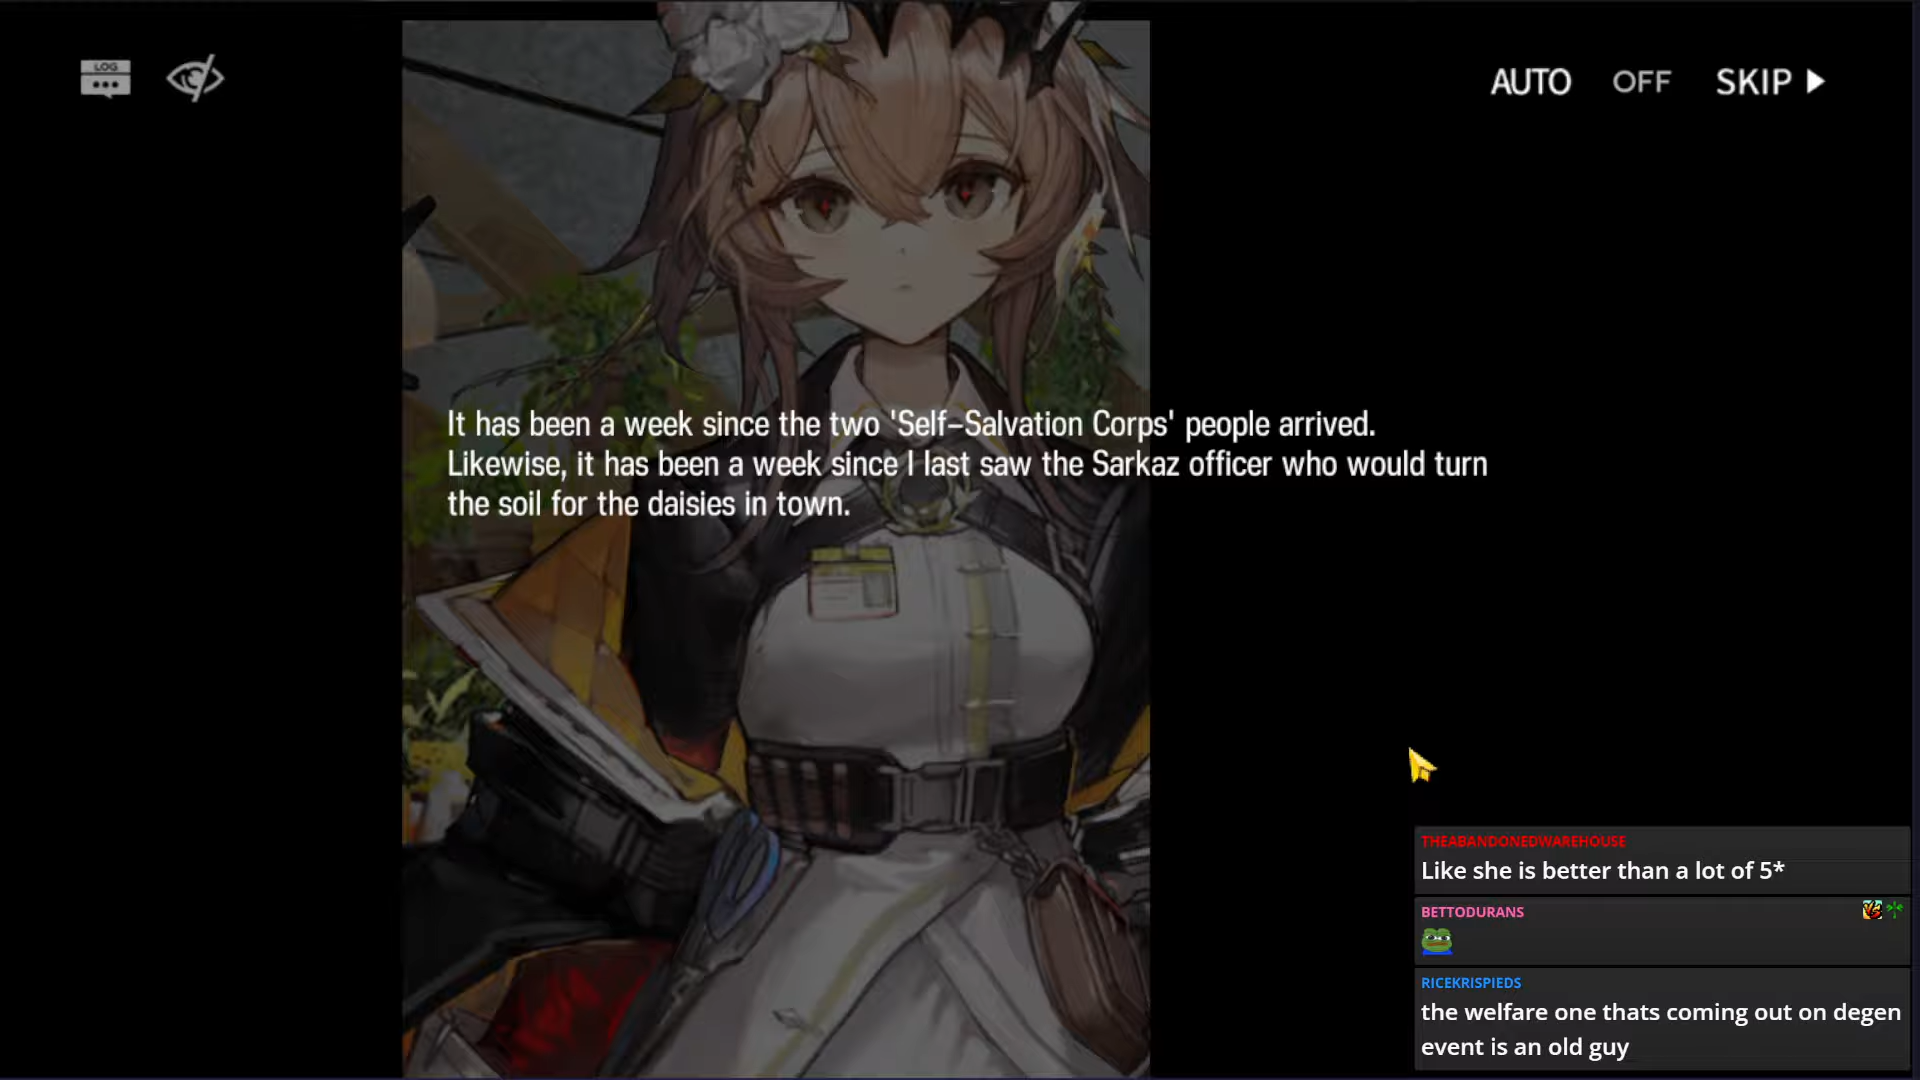 LOG
AUTO OFF SKIP
It has been a week since the two 'Self-Salvation Corps' people arrived.
Likewise, it has been a week since I last saw the Sarkaz officer who would turn
the soil for the daisies in town.
THEABANDONEDWAREHOUSE
Like she is better than a lot of 5*
BETTODURANS
RICEKRISPIEDS
the welfare one thats coming out on degen
event is an old guy